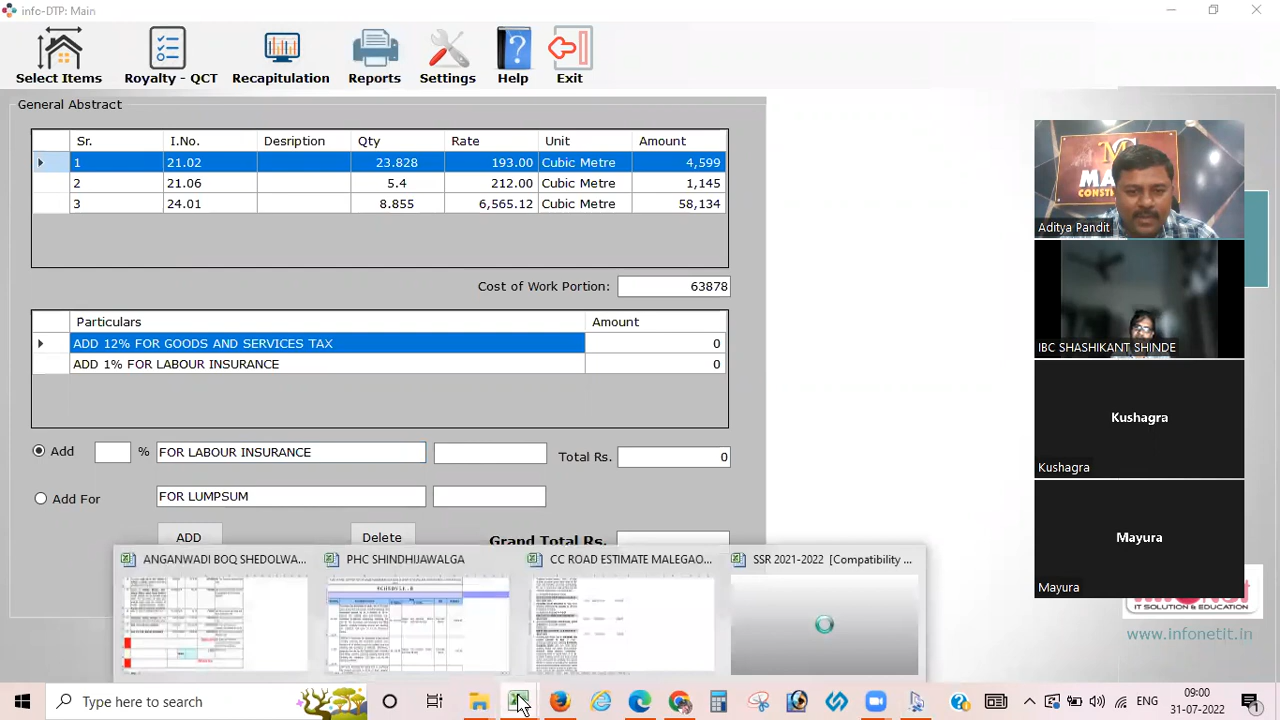 infc-DTP: Main
Select Items
Royalty - QCT
Recapitulation
Reports
Settings
Help
Exit
General Abstract
Sr. I.No. Desription Qty Rate Unit Amount
1 21.02 23.828 193.00 Cubic Metre 4,599
2 21.06 5.4 212.00 Cubic Metre 1,145
3 24.01 8.855 6,565.12 Cubic Metre 58,134
Cost of Work Portion: 63878
Particulars Amount
ADD 12% FOR GOODS AND SERVICES TAX 0
ADD 1% FOR LABOUR INSURANCE 0
Add % FOR LABOUR INSURANCE Total Rs. 0
Add For FOR LUMPSUM
ADD Delete Grand Total Rs.
ANGANWADI BOQ SHEDOLWA...
PHC SHINDHIJAWALGA
CC ROAD ESTIMATE MALEGAO...
SSR 2021-2022 [Compatibility ...
Aditya Pandit
IBC SHASHIKANT SHINDE
Kushagra
Kushagra
Mayura
Mayura
IT SOLUTION & EDUCATION
www.infonetit.in
Type here to search
ENG
09:00
31-07-2022